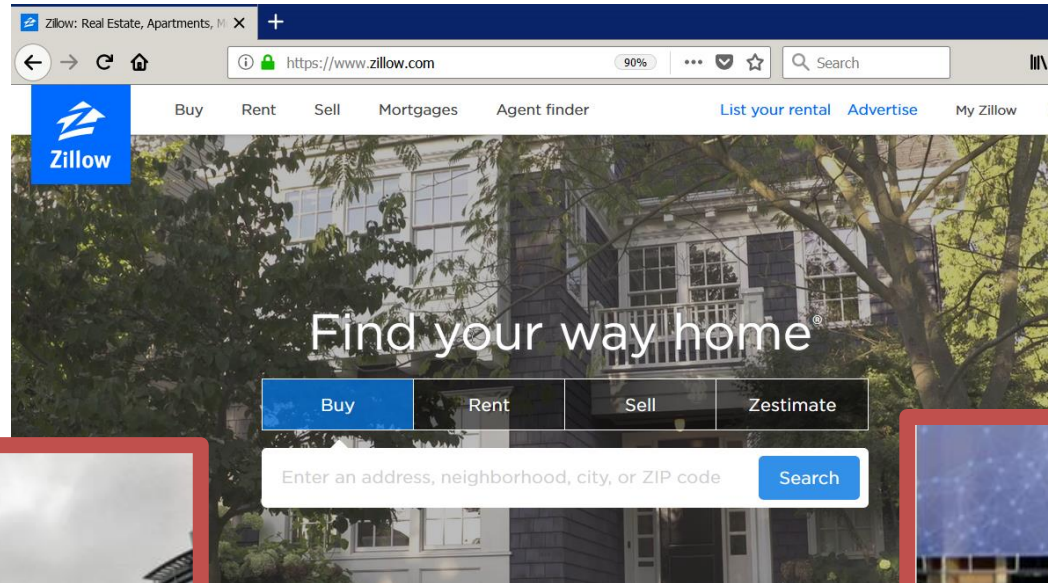 Zillow: Real Estate, Apartments, M
https://www.zillow.com 90% Search
Buy Rent Sell Mortgages Agent finder List your rental Advertise My Zillow
Zillow
Find your way home®
Buy Rent Sell Zestimate
Enter an address, neighborhood, city, or ZIP code Search